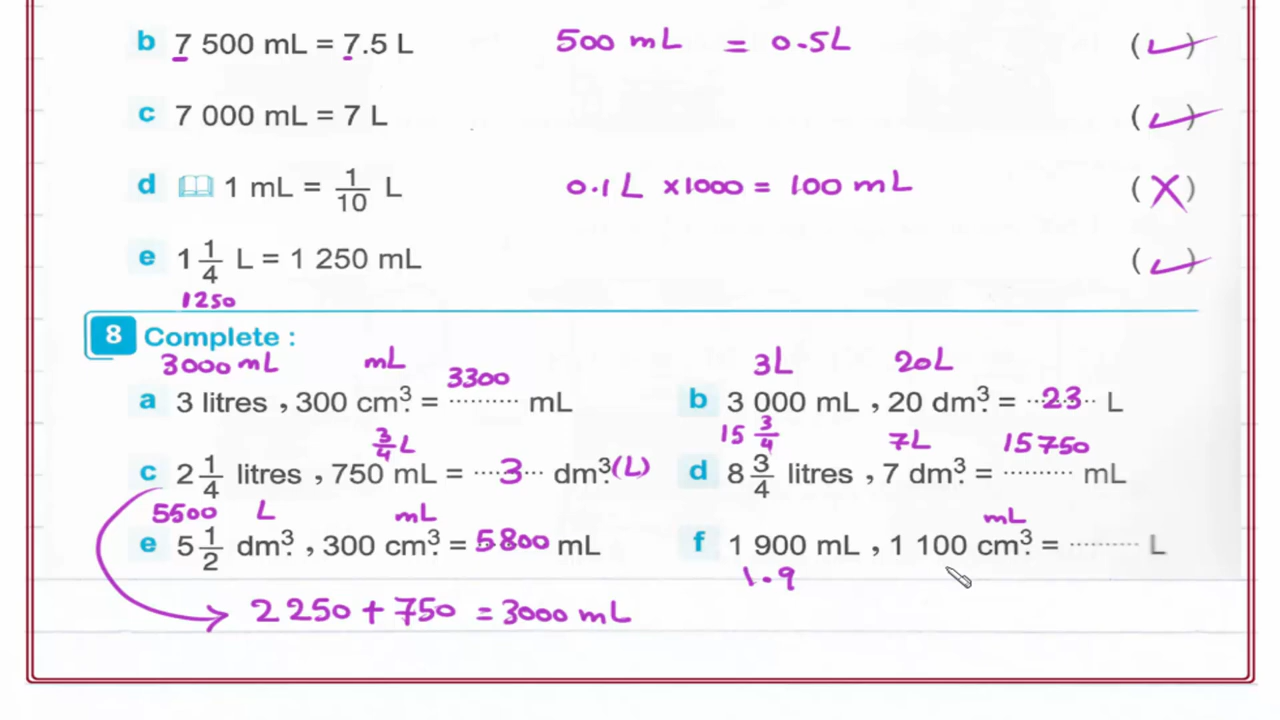 b 7 500 mL = 7.5 L 500 mL = 0.5L (✓)
c 7 000 mL = 7 L (✓)
d 1 mL = 1/10 L 0.1 L ×1000 = 100 mL (X)
e 1 1/4 L = 1 250 mL (✓)
1250
8 Complete :
3000 mL mL 3300 3L 20L
a 3 litres , 300 cm³. = ......... mL b 3 000 mL , 20 dm³. = ...23... L
3/4 L 15 3/4 7L 15750
c 2 1/4 litres , 750 mL = ...3... dm³. (L) d 8 3/4 litres , 7 dm³. = ......... mL
5500 L mL mL
e 5 1/2 dm³. , 300 cm³. = 5800 mL f 1 900 mL , 1 100 cm³. = ......... L
1.9
2 250 + 750 = 3000 mL